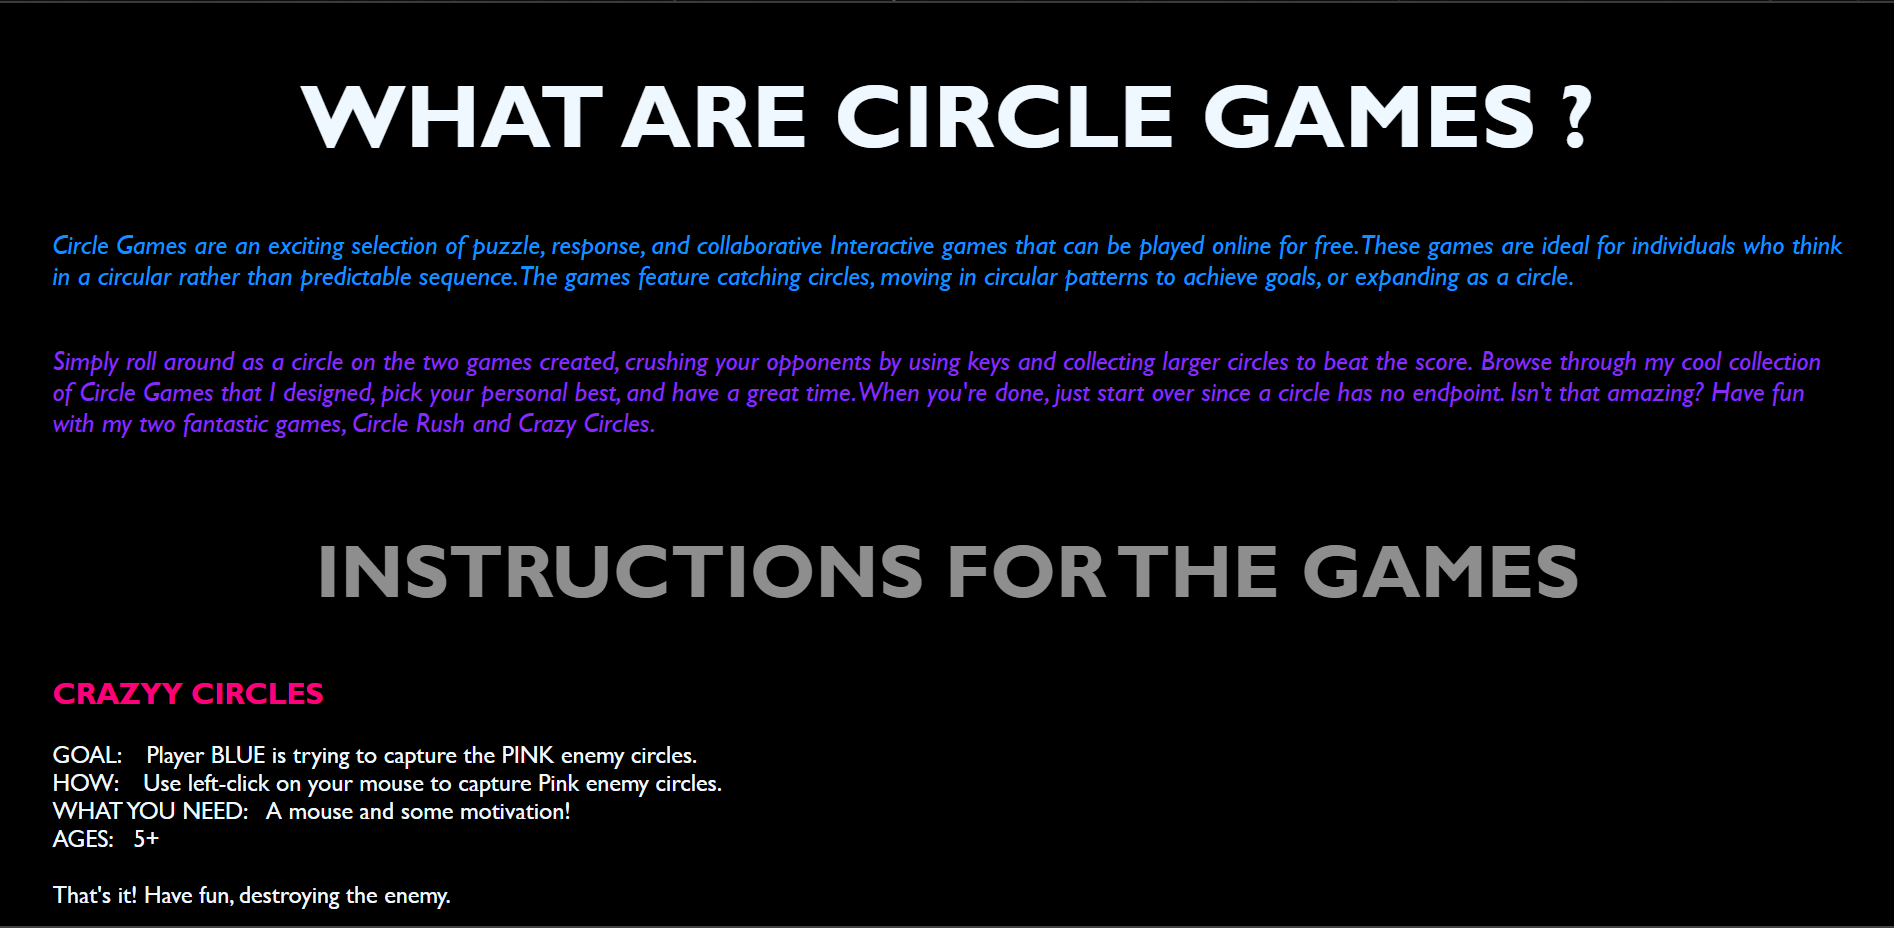 WHAT ARE CIRCLE GAMES ?
Circle Games are an exciting selection of puzzle, response, and collaborative Interactive games that can be played online for free. These games are ideal for individuals who think
in a circular rather than predictable sequence. The games feature catching circles, moving in circular patterns to achieve goals, or expanding as a circle.
Simply roll around as a circle on the two games created, crushing your opponents by using keys and collecting larger circles to beat the score. Browse through my cool collection
of Circle Games that I designed, pick your personal best, and have a great time. When you're done, just start over since a circle has no endpoint. Isn't that amazing? Have fun
with my two fantastic games, Circle Rush and Crazy Circles.
INSTRUCTIONS FOR THE GAMES
CRAZYY CIRCLES
GOAL: Player BLUE is trying to capture the PINK enemy circles.
HOW: Use left-click on your mouse to capture Pink enemy circles.
WHAT YOU NEED: A mouse and some motivation!
AGES: 5+
That's it! Have fun, destroying the enemy.